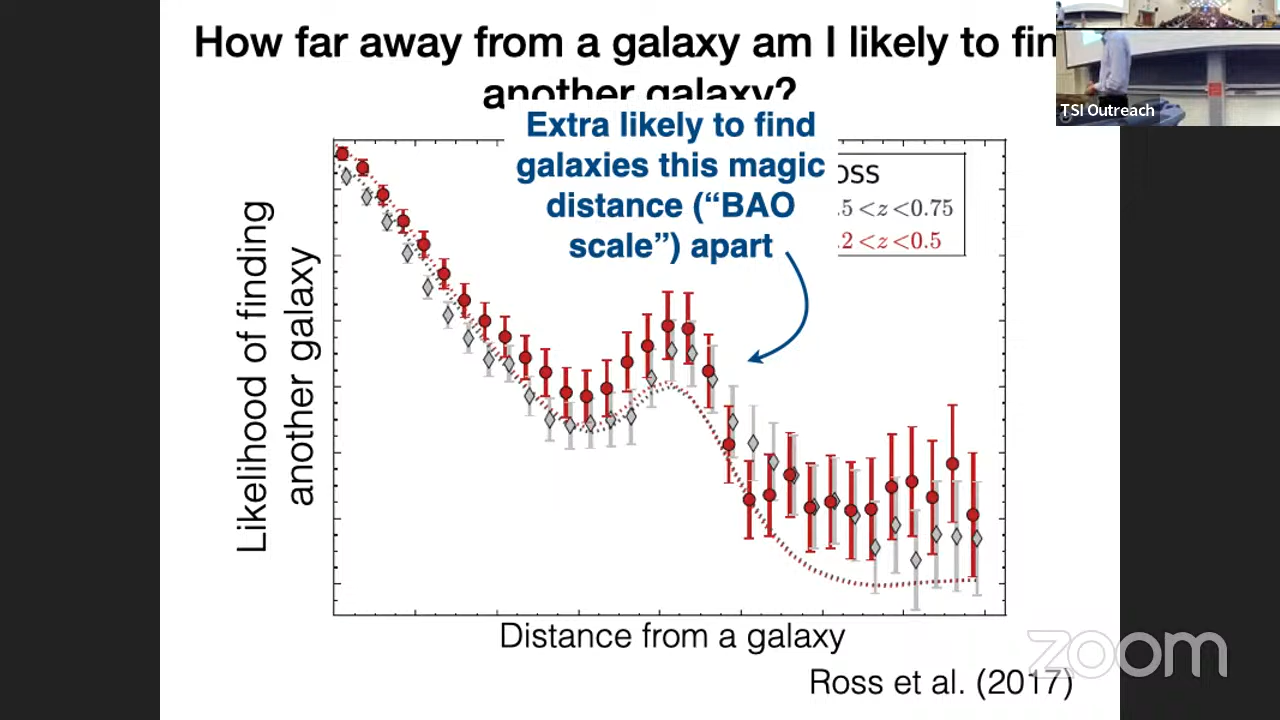 How far away from a galaxy am I likely to fin
another galaxy?
TSI Outreach
Extra likely to find
galaxies this magic
distance (“BAO
scale”) apart
OSS
.5 <z<0.75
.2 <z<0.5
Likelihood of finding
another galaxy
Distance from a galaxy
zoom
Ross et al. (2017)